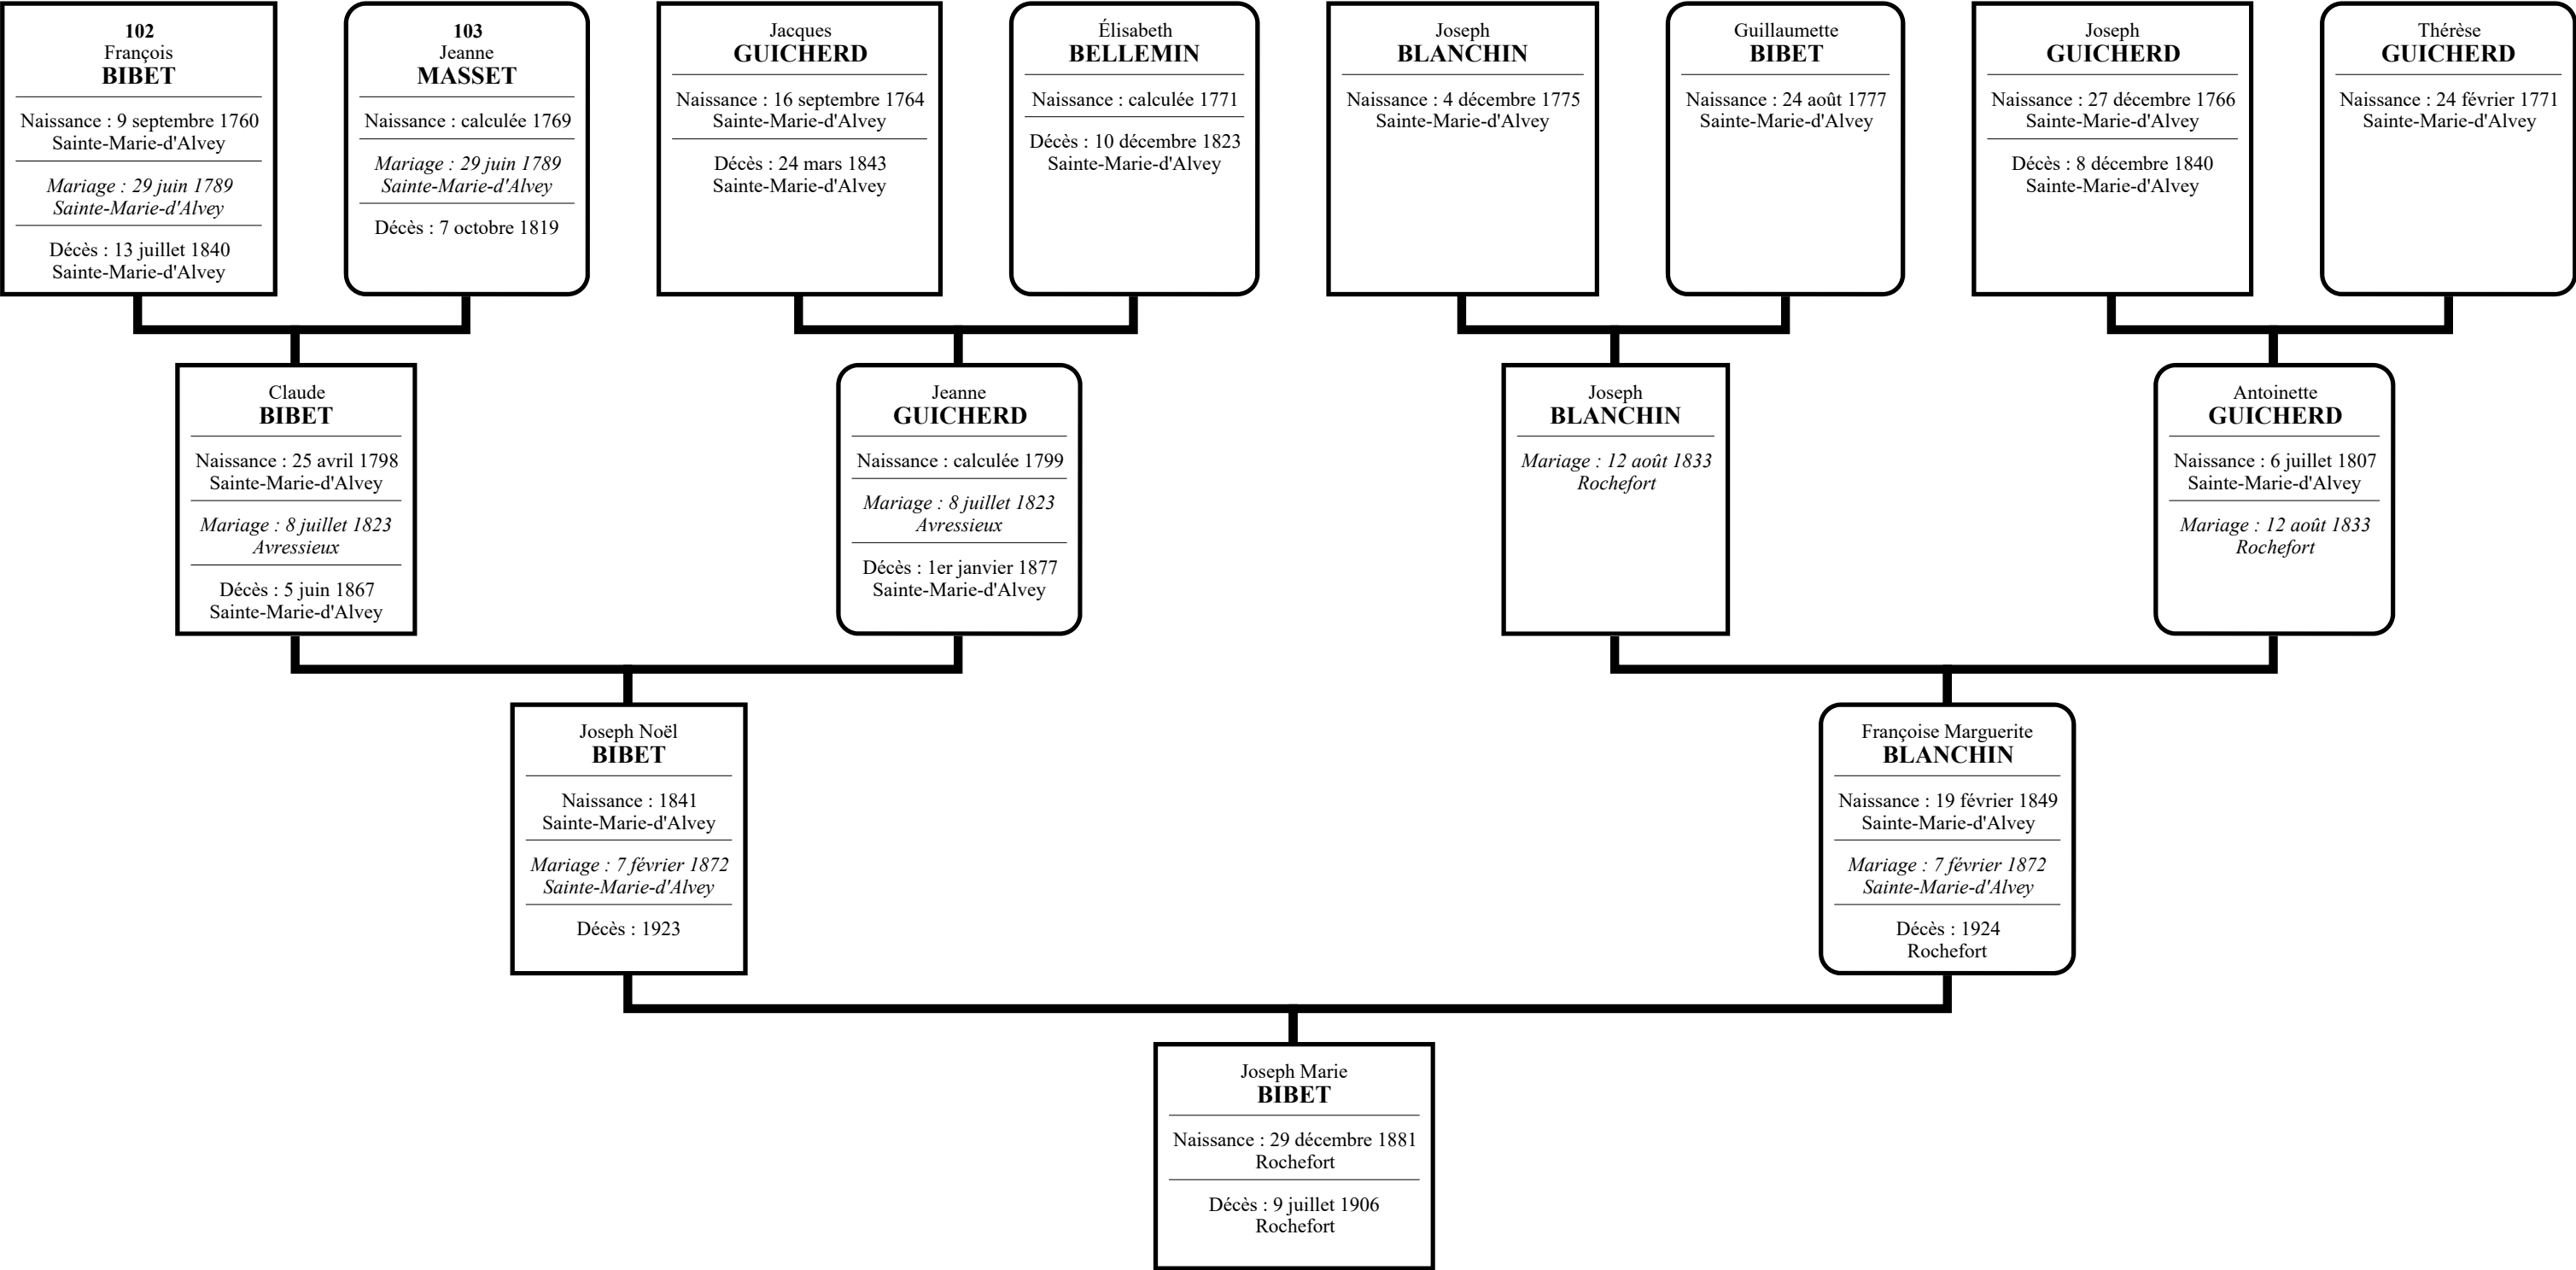 102
François
BIBET
Naissance : 9 septembre 1760
Sainte-Marie-d'Alvey
Mariage : 29 juin 1789
Sainte-Marie-d'Alvey
Décès : 13 juillet 1840
Sainte-Marie-d'Alvey
103
Jeanne
MASSET
Naissance : calculée 1769
Mariage : 29 juin 1789
Sainte-Marie-d'Alvey
Décès : 7 octobre 1819
Jacques
GUICHERD
Naissance : 16 septembre 1764
Sainte-Marie-d'Alvey
Décès : 24 mars 1843
Sainte-Marie-d'Alvey
Élisabeth
BELLEMIN
Naissance : calculée 1771
Décès : 10 décembre 1823
Sainte-Marie-d'Alvey
Joseph
BLANCHIN
Naissance : 4 décembre 1775
Sainte-Marie-d'Alvey
Guillaumette
BIBET
Naissance : 24 août 1777
Sainte-Marie-d'Alvey
Joseph
GUICHERD
Naissance : 27 décembre 1766
Sainte-Marie-d'Alvey
Décès : 8 décembre 1840
Sainte-Marie-d'Alvey
Thérèse
GUICHERD
Naissance : 24 février 1771
Sainte-Marie-d'Alvey
Claude
BIBET
Naissance : 25 avril 1798
Sainte-Marie-d'Alvey
Mariage : 8 juillet 1823
Avressieux
Décès : 5 juin 1867
Sainte-Marie-d'Alvey
Jeanne
GUICHERD
Naissance : calculée 1799
Mariage : 8 juillet 1823
Avressieux
Décès : 1er janvier 1877
Sainte-Marie-d'Alvey
Joseph
BLANCHIN
Mariage : 12 août 1833
Rochefort
Antoinette
GUICHERD
Naissance : 6 juillet 1807
Sainte-Marie-d'Alvey
Mariage : 12 août 1833
Rochefort
Joseph Noël
BIBET
Naissance : 1841
Sainte-Marie-d'Alvey
Mariage : 7 février 1872
Sainte-Marie-d'Alvey
Décès : 1923
Françoise Marguerite
BLANCHIN
Naissance : 19 février 1849
Sainte-Marie-d'Alvey
Mariage : 7 février 1872
Sainte-Marie-d'Alvey
Décès : 1924
Rochefort
Joseph Marie
BIBET
Naissance : 29 décembre 1881
Rochefort
Décès : 9 juillet 1906
Rochefort